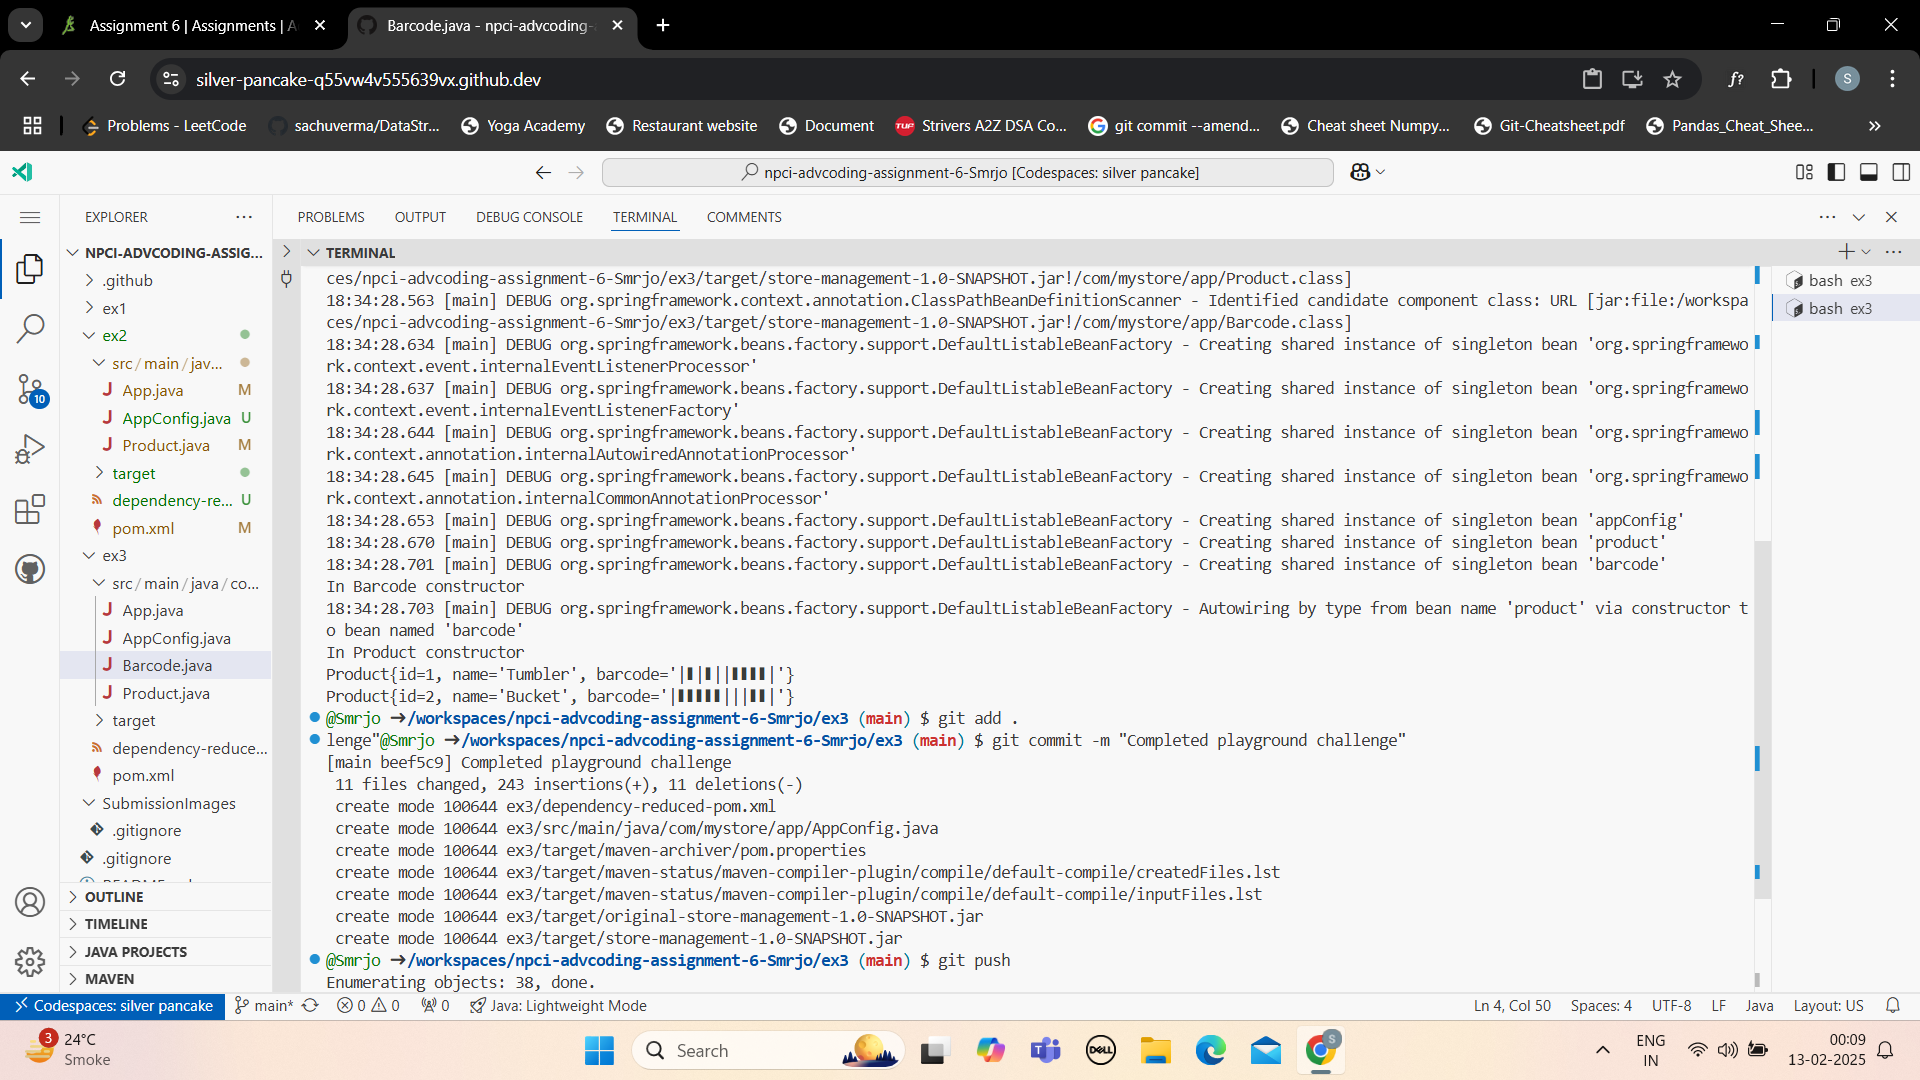 Assignment 6 | Assignments | A
Barcode.java - npci-advcoding-
silver-pancake-q55vw4v555639vx.github.dev
Problems - LeetCode
sachuverma/DataStr...
Yoga Academy
Restaurant website
Document
TUF
Strivers A2Z DSA Co...
git commit --amend...
Cheat sheet Numpy...
Git-Cheatsheet.pdf
Pandas_Cheat_Shee...
»
f?
S
npci-advcoding-assignment-6-Smrjo [Codespaces: silver pancake]
EXPLORER
PROBLEMS
OUTPUT
DEBUG CONSOLE
TERMINAL
COMMENTS
NPCI-ADVCODING-ASSIG...
.github
ex1
ex2
src/main/jav...
App.java M
AppConfig.java U
Product.java M
target
dependency-re... U
pom.xml M
ex3
src/main/java/co...
App.java
AppConfig.java
Barcode.java
Product.java
target
dependency-reduce...
pom.xml
SubmissionImages
.gitignore
.gitignore
OUTLINE
TIMELINE
JAVA PROJECTS
MAVEN
10
TERMINAL
ces/npci-advcoding-assignment-6-Smrjo/ex3/target/store-management-1.0-SNAPSHOT.jar!/com/mystore/app/Product.class]
18:34:28.563 [main] DEBUG org.springframework.context.annotation.ClassPathBeanDefinitionScanner - Identified candidate component class: URL [jar:file:/workspa
ces/npci-advcoding-assignment-6-Smrjo/ex3/target/store-management-1.0-SNAPSHOT.jar!/com/mystore/app/Barcode.class]
18:34:28.634 [main] DEBUG org.springframework.beans.factory.support.DefaultListableBeanFactory - Creating shared instance of singleton bean 'org.springframewo
rk.context.event.internalEventListenerProcessor'
18:34:28.637 [main] DEBUG org.springframework.beans.factory.support.DefaultListableBeanFactory - Creating shared instance of singleton bean 'org.springframewo
rk.context.event.internalEventListenerFactory'
18:34:28.644 [main] DEBUG org.springframework.beans.factory.support.DefaultListableBeanFactory - Creating shared instance of singleton bean 'org.springframewo
rk.context.annotation.internalAutowiredAnnotationProcessor'
18:34:28.645 [main] DEBUG org.springframework.beans.factory.support.DefaultListableBeanFactory - Creating shared instance of singleton bean 'org.springframewo
rk.context.annotation.internalCommonAnnotationProcessor'
18:34:28.653 [main] DEBUG org.springframework.beans.factory.support.DefaultListableBeanFactory - Creating shared instance of singleton bean 'appConfig'
18:34:28.670 [main] DEBUG org.springframework.beans.factory.support.DefaultListableBeanFactory - Creating shared instance of singleton bean 'product'
18:34:28.701 [main] DEBUG org.springframework.beans.factory.support.DefaultListableBeanFactory - Creating shared instance of singleton bean 'barcode'
In Barcode constructor
18:34:28.703 [main] DEBUG org.springframework.beans.factory.support.DefaultListableBeanFactory - Autowiring by type from bean name 'product' via constructor t
o bean named 'barcode'
In Product constructor
Product{id=1, name='Tumbler', barcode='|▮|▮||▮▮▮▮|'}
Product{id=2, name='Bucket', barcode='|▮▮▮▮▮|||▮▮|'}
@Smrjo ➜/workspaces/npci-advcoding-assignment-6-Smrjo/ex3 (main) $ git add .
lenge"@Smrjo ➜/workspaces/npci-advcoding-assignment-6-Smrjo/ex3 (main) $ git commit -m "Completed playground challenge"
[main beef5c9] Completed playground challenge
11 files changed, 243 insertions(+), 11 deletions(-)
create mode 100644 ex3/dependency-reduced-pom.xml
create mode 100644 ex3/src/main/java/com/mystore/app/AppConfig.java
create mode 100644 ex3/target/maven-archiver/pom.properties
create mode 100644 ex3/target/maven-status/maven-compiler-plugin/compile/default-compile/createdFiles.lst
create mode 100644 ex3/target/maven-status/maven-compiler-plugin/compile/default-compile/inputFiles.lst
create mode 100644 ex3/target/original-store-management-1.0-SNAPSHOT.jar
create mode 100644 ex3/target/store-management-1.0-SNAPSHOT.jar
@Smrjo ➜/workspaces/npci-advcoding-assignment-6-Smrjo/ex3 (main) $ git push
Enumerating objects: 38, done.
bash ex3
bash ex3
Codespaces: silver pancake
main*
0
0
0
Java: Lightweight Mode
Ln 4, Col 50
Spaces: 4
UTF-8
LF
Java
Layout: US
3
24°C
Smoke
Search
DELL
S
ENG
IN
00:09
13-02-2025